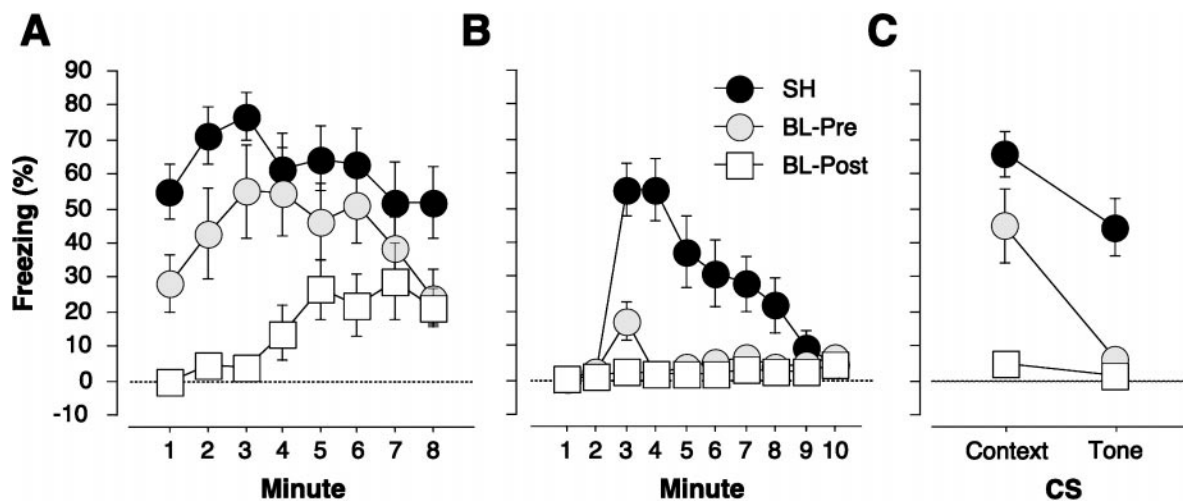 A
B
C
90
80
70
60
50
40
30
20
10
0
-10
Freezing (%)
SH
BL-Pre
BL-Post
1 2 3 4 5 6 7 8
Minute
1 2 3 4 5 6 7 8 9 10
Minute
Context Tone
CS